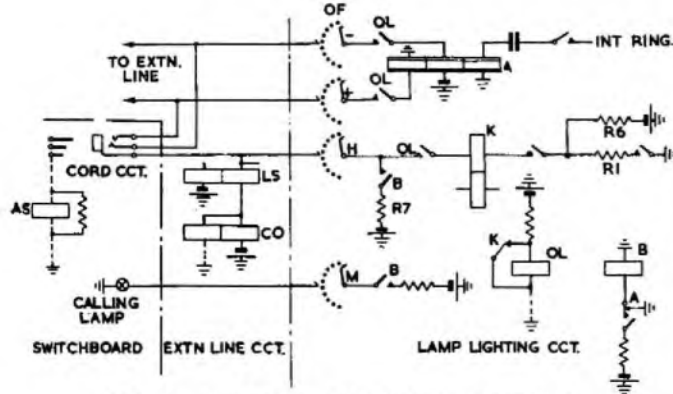 OF
OL
INT RING.
TO EXTN.
LINE
A
OL
K
R6
H
OL
R1
CORD CCT.
LS
B
R7
AS
CO
K
OL
B
M
B
A
CALLING
LAMP
SWITCHBOARD
EXTN LINE CCT.
LAMP LIGHTING CCT.